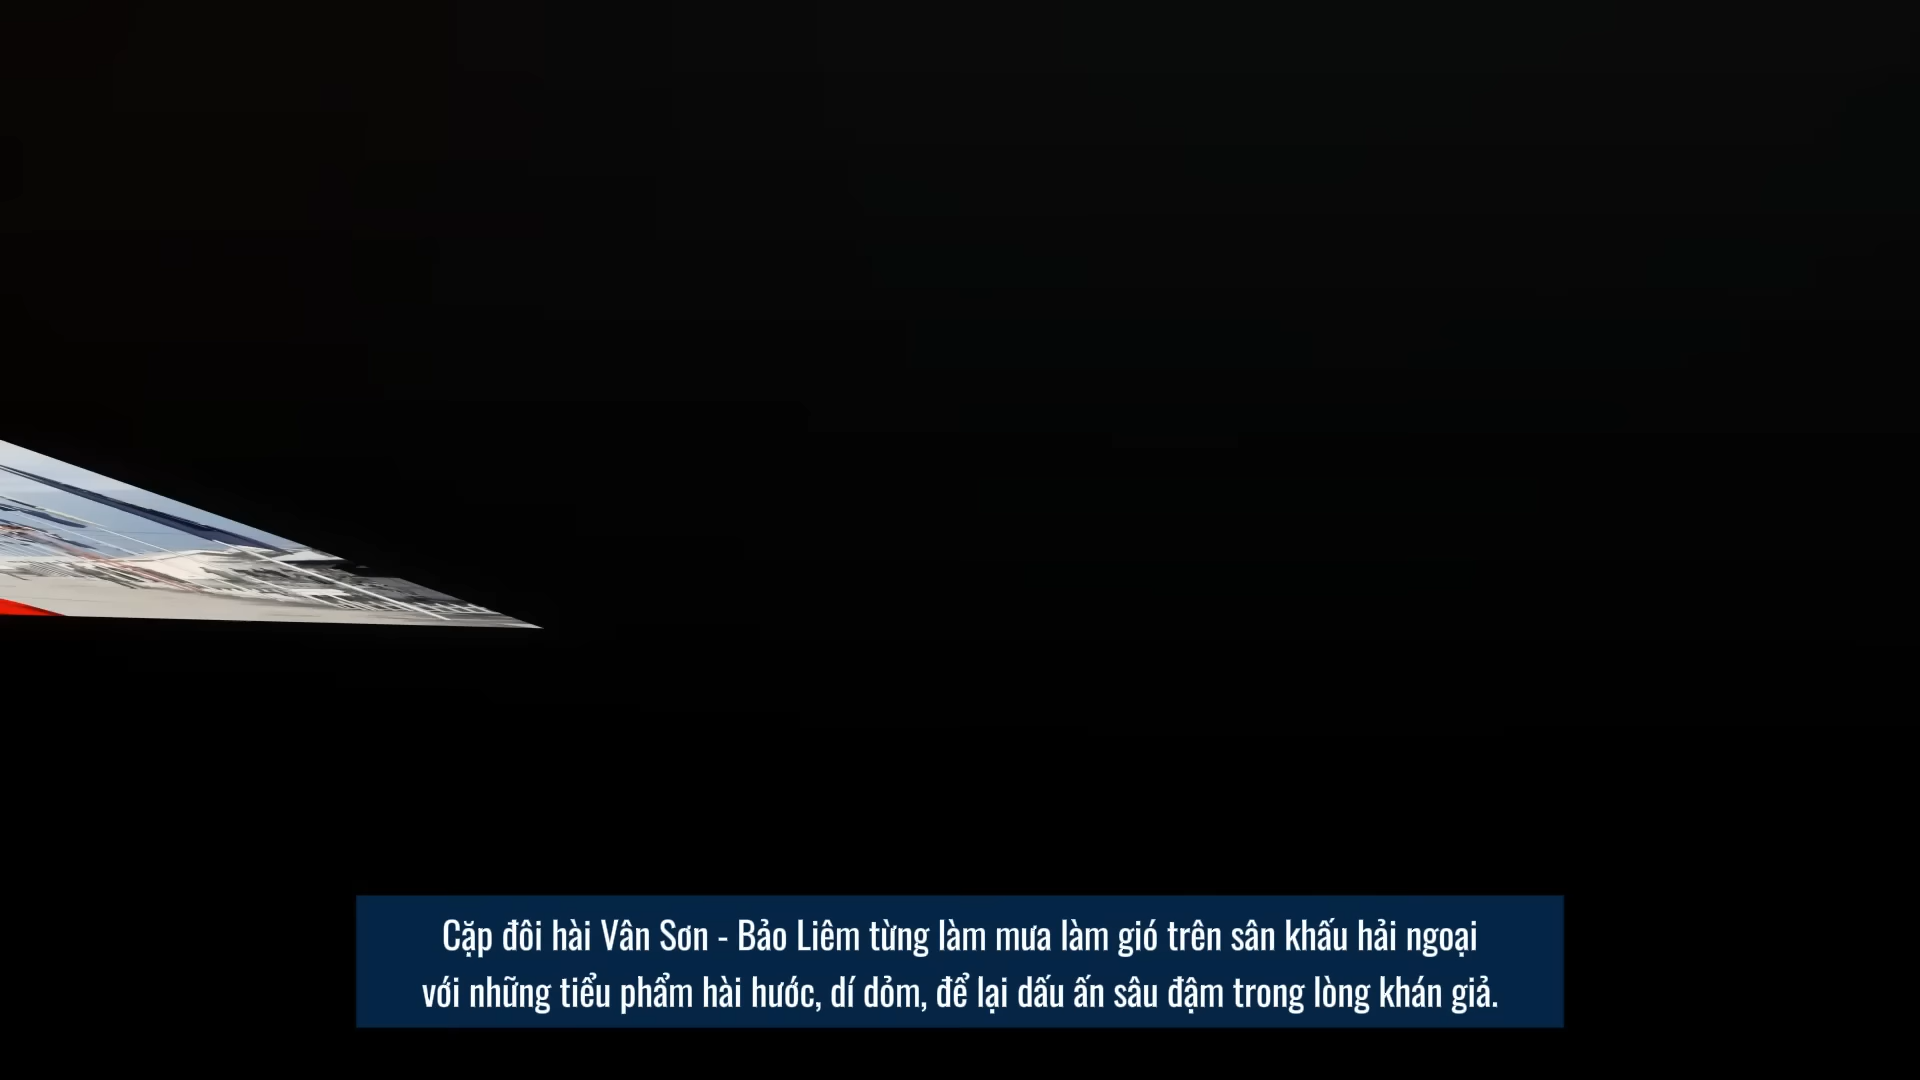 Cặp đôi hài Vân Sơn - Bảo Liêm từng làm mưa làm gió trên sân khấu hải ngoại
với những tiểu phẩm hài hước, dí dỏm, để lại dấu ấn sâu đậm trong lòng khán giả.